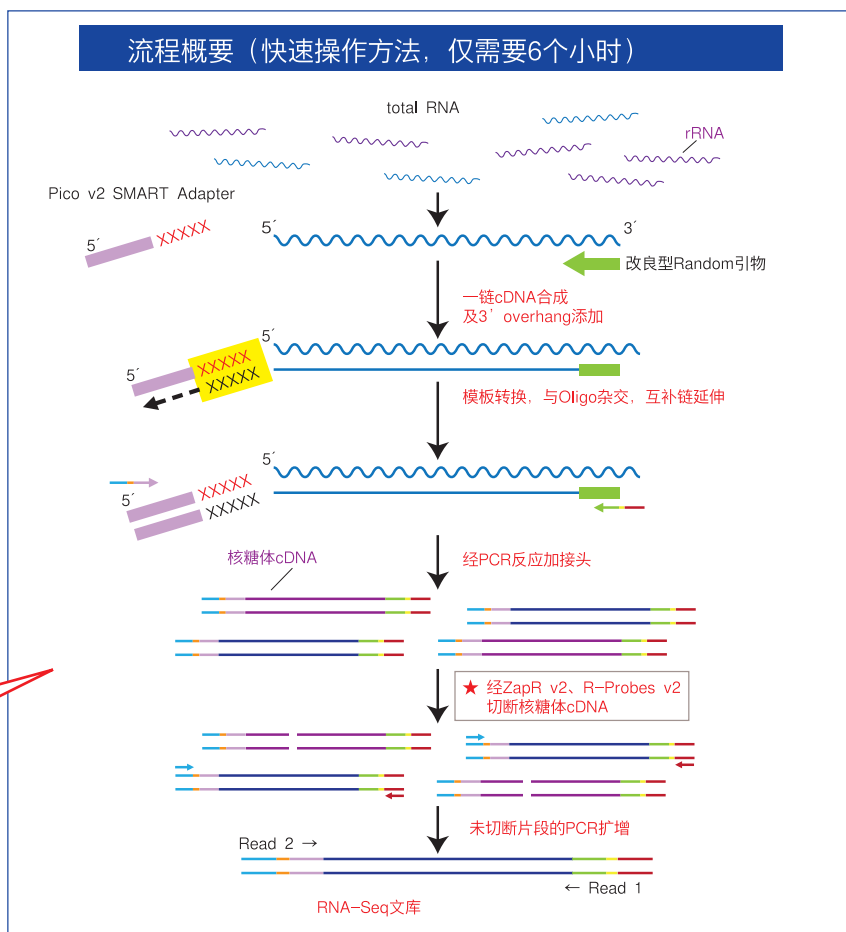 流程概要（快速操作方法，仅需要6个小时）
total RNA
rRNA
Pico v2 SMART Adapter
5´
XXXXX
5´
3´
改良型Random引物
一链cDNA合成
及3’ overhang添加
5´
5´
XXXXX
XXXXX
模板转换，与Oligo杂交，互补链延伸
5´
5´
XXXXX
XXXXX
核糖体cDNA
经PCR反应加接头
★ 经ZapR v2、R-Probes v2
切断核糖体cDNA
未切断片段的PCR扩增
Read 2 →
← Read 1
RNA-Seq文库